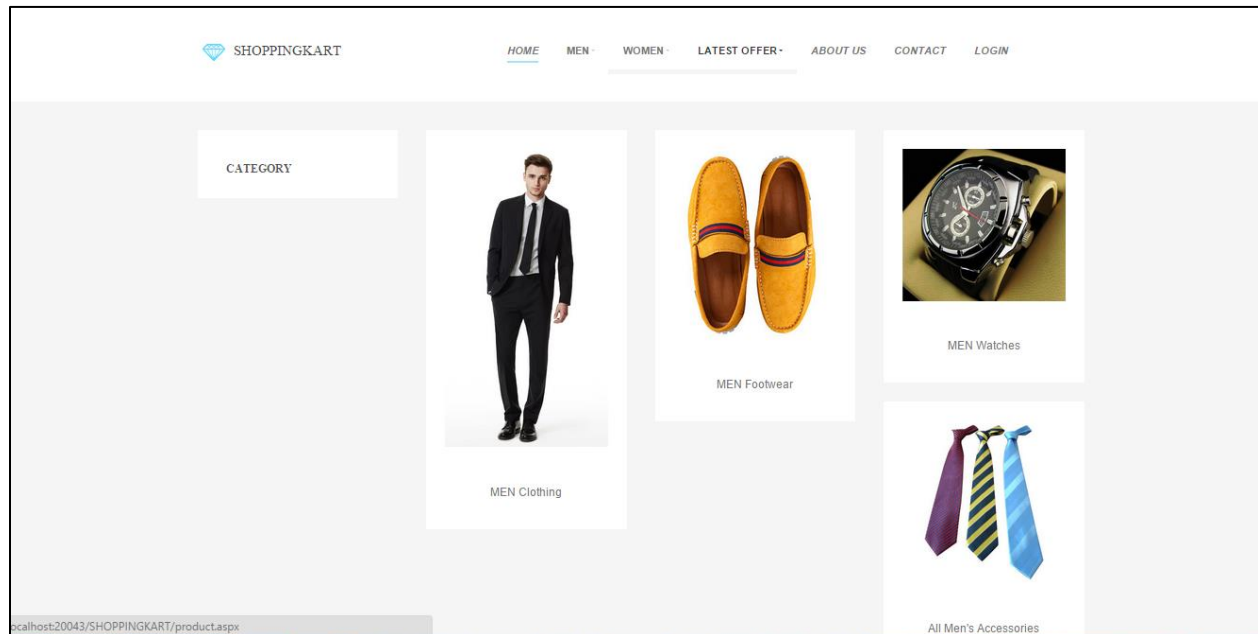 SHOPPINGKART
HOME MEN WOMEN LATEST OFFER ABOUT US CONTACT LOGIN
CATEGORY
MEN Clothing
MEN Footwear
MEN Watches
All Men's Accessories
ocalhost:20043/SHOPPINGKART/product.aspx